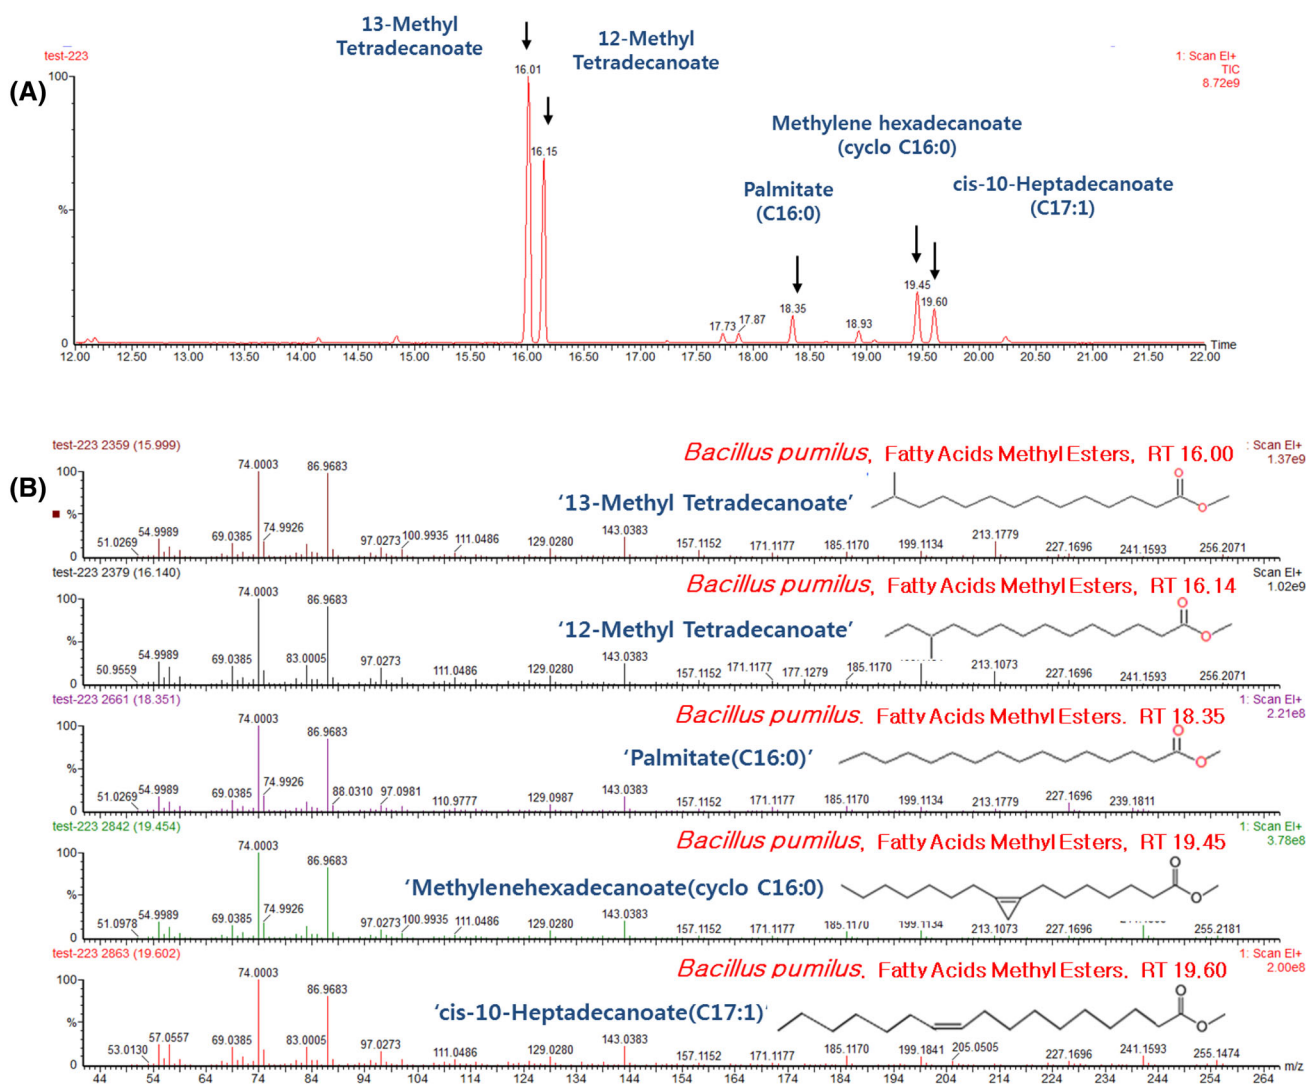 13-Methyl
Tetradecanoate
12-Methyl
Tetradecanoate
test-223
1: Scan EI+
TIC
8.72e9
(A)
100
16.01
16.15
Methylene hexadecanoate
(cyclo C16:0)
Palmitate
(C16:0)
cis-10-Heptadecanoate
(C17:1)
%
17.73
17.87
18.35
18.93
19.45
19.60
0
12.00 12.50 13.00 13.50 14.00 14.50 15.00 15.50 16.00 16.50 17.00 17.50 18.00 18.50 19.00 19.50 20.00 20.50 21.00 21.50 22.00
Time
(B)
test-223 2359 (15.999)
Bacillus pumilus, Fatty Acids Methyl Esters, RT 16.00
: Scan EI+
1.37e9
'13-Methyl Tetradecanoate'
O
O
100
%
0
51.0269 54.9989 69.0385 74.0003 74.9926 86.9683 97.0273 100.9935 111.0486 129.0280 143.0383 157.1152 171.1177 185.1170 199.1134 213.1779 227.1696 241.1593 256.2071
test-223 2379 (16.140)
Bacillus pumilus, Fatty Acids Methyl Esters, RT 16.14
Scan EI+
1.02e9
'12-Methyl Tetradecanoate'
O
O
100
%
0
50.9559 54.9989 69.0385 74.0003 83.0005 86.9683 97.0273 111.0486 129.0280 143.0383 157.1152 171.1177 177.1279 185.1170 213.1073 227.1696 241.1593 256.2071
test-223 2661 (18.351)
Bacillus pumilus. Fatty Acids Methyl Esters. RT 18.35
1: Scan EI+
2.21e8
'Palmitate(C16:0)'
O
O
100
%
0
51.0269 54.9989 69.0385 74.0003 74.9926 86.9683 88.0310 97.0981 110.9777 129.0987 143.0383 157.1152 171.1177 185.1170 199.1134 213.1779 227.1696 239.1811
test-223 2842 (19.454)
Bacillus pumilus, Fatty Acids Methyl Esters, RT 19.45
1: Scan EI+
3.78e8
'Methylenehexadecanoate(cyclo C16:0)
O
O
100
%
0
51.0978 54.9989 69.0385 74.0003 74.9926 86.9683 97.0273 100.9935 111.0486 129.0280 143.0383 157.1152 171.1177 185.1170 199.1134 213.1073 227.1696 255.2181
test-223 2863 (19.602)
Bacillus pumilus, Fatty Acids Methyl Esters. RT 19.60
1: Scan EI+
2.00e8
'cis-10-Heptadecanoate(C17:1)'
O
O
100
%
0
53.0130 57.0557 69.0385 74.0003 83.0005 86.9683 97.0273 111.0486 129.0280 143.0383 157.1152 171.1177 185.1170 199.1841 205.0505 227.1696 241.1593 255.1474
44 54 64 74 84 94 104 114 124 134 144 154 164 174 184 194 204 214 224 234 244 254 264
m/z